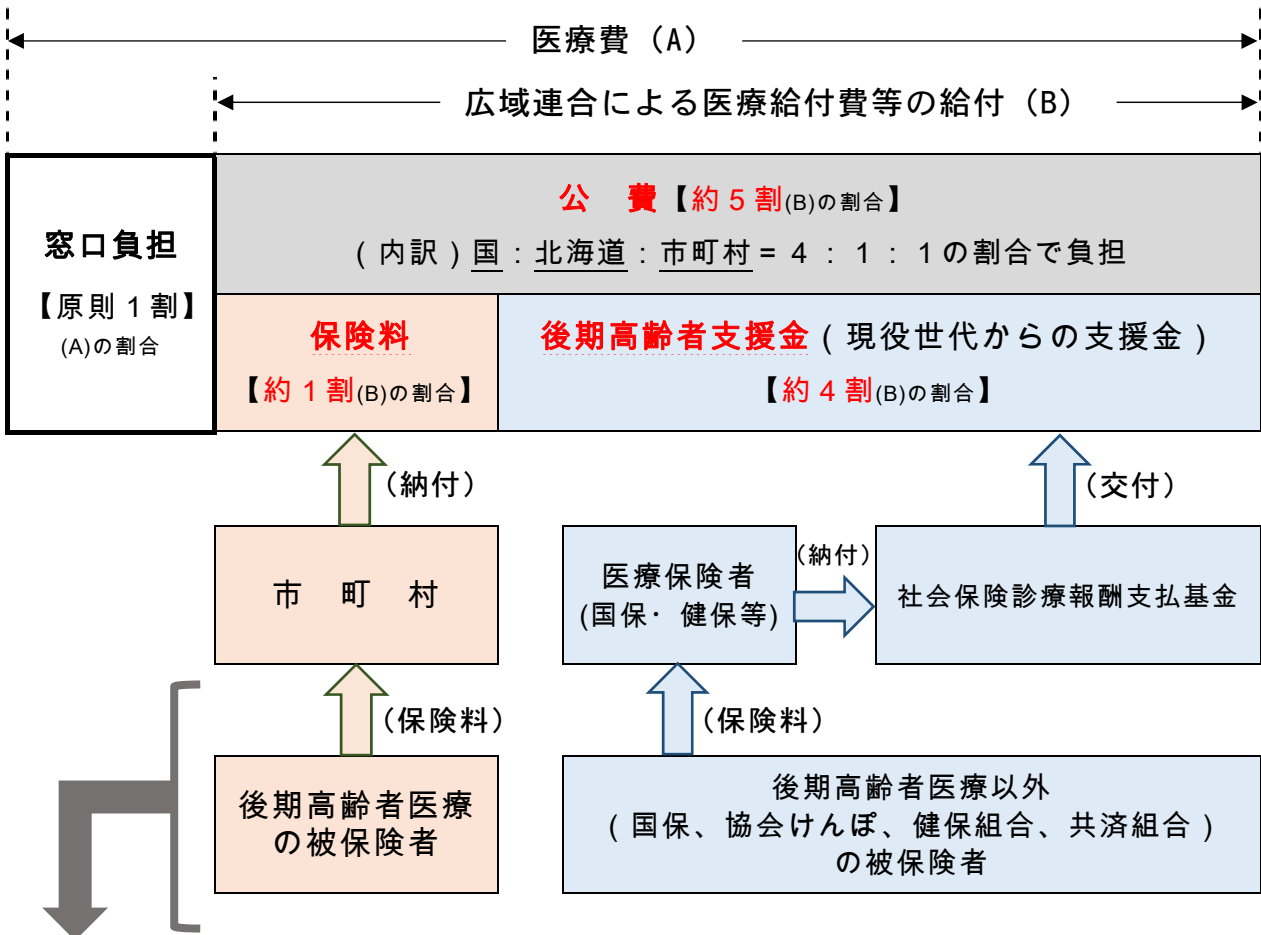 医療費（A）
広域連合による医療給付費等の給付（B）
窓口負担
【原則１割】
(A)の割合
公　費【約５割(B)の割合】
(内訳)国：北海道：市町村＝４：１：１の割合で負担
保険料
【約１割(B)の割合】
後期高齢者支援金(現役世代からの支援金)
【約４割(B)の割合】
（納付）
（交付）
市　町　村
医療保険者
(国保・健保等)
（納付）
社会保険診療報酬支払基金
（保険料）
（保険料）
後期高齢者医療
の被保険者
後期高齢者医療以外
(国保、協会けんぽ、健保組合、共済組合)
の被保険者